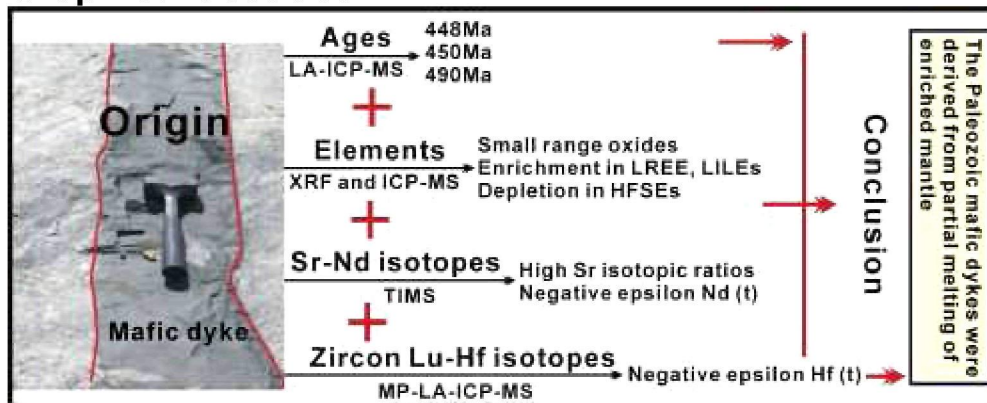 Origin
Mafic dyke
Ages
LA-ICP-MS
448Ma
450Ma
490Ma
+
Elements
XRF and ICP-MS
Small range oxides
Enrichment in LREE, LILEs
Depletion in HFSEs
+
Sr-Nd isotopes
TIMS
High Sr isotopic ratios
Negative epsilon Nd (t)
+
Zircon Lu-Hf isotopes
MP-LA-ICP-MS
Negative epsilon Hf (t)
Conclusion
The Paleozoic mafic dykes were
derived from partial melting of
enriched mantle